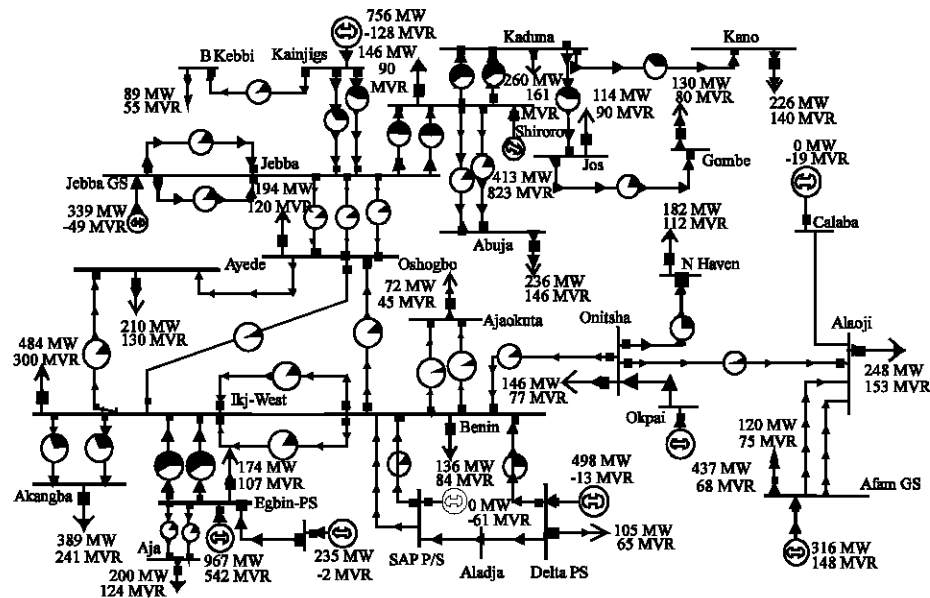 756 MW
-128 MVR
146 MW
90
MVR
B Kebbi
Kainjigs
89 MW
55 MVR
Kaduna
Kano
260 MW
161
MVR
Shiroro
114 MW
90 MVR
130 MW
80 MVR
226 MW
140 MVR
0 MW
-19 MVR
Jebba
Jebba GS
339 MW
-49 MVR
194 MW
120 MVR
413 MW
823 MVR
Jos
Gombe
182 MW
112 MVR
Calaba
Abuja
236 MW
146 MVR
N Haven
Ayede
Oshogbo
72 MW
45 MVR
Ajaokuta
Onitsha
Alaoji
210 MW
130 MVR
484 MW
300 MVR
248 MW
153 MVR
Ikj-West
146 MW
77 MVR
Okpai
Benin
174 MW
107 MVR
136 MW
84 MVR
498 MW
-13 MVR
120 MW
75 MVR
437 MW
68 MVR
Akangba
Egbin-PS
0 MW
-61 MVR
Afam GS
389 MW
241 MVR
Aja
200 MW
124 MVR
967 MW
542 MVR
235 MW
-2 MVR
SAP P/S
Aladja
Delta PS
105 MW
65 MVR
316 MW
148 MVR